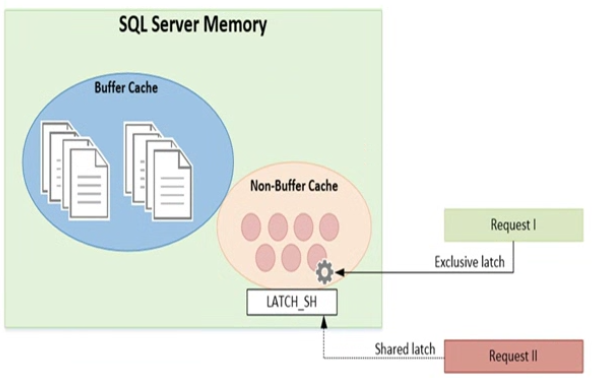 SQL Server Memory
Buffer Cache
Non-Buffer Cache
Request I
Exclusive latch
LATCH_SH
Shared latch
Request II